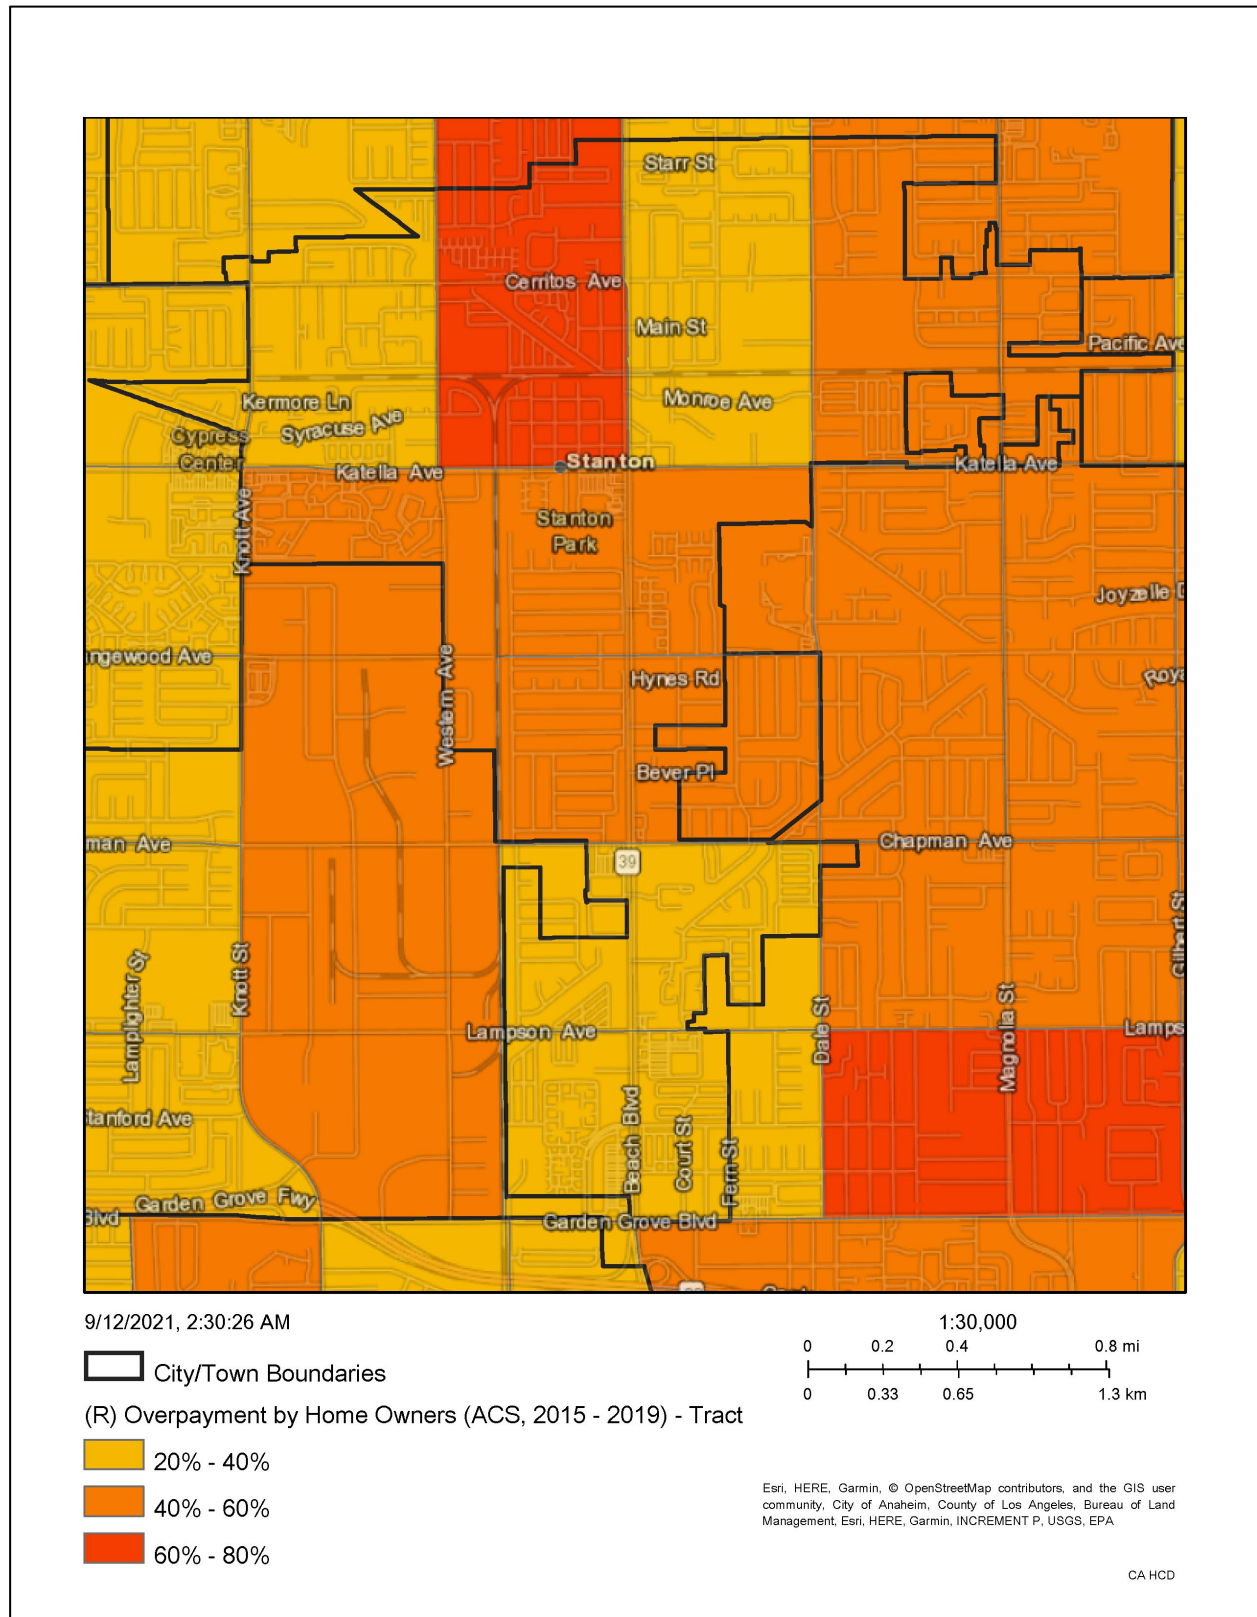 Starr St
Cerritos Ave
Main St
Pacific Ave
Kermore Ln
Monroe Ave
Syracuse Ave
Cypress
Center
Stanton
Katella Ave
Katella Ave
Knott Ave
Stanton
Park
Joyzelle D
ngewood Ave
Western Ave
Hynes Rd
Roya
Bever Pl
man Ave
Chapman Ave
39
Gilbert St
Lamplighter St
Knott St
Lampson Ave
Dale St
Magnolia St
Lamps
Stanford Ave
Beach Blvd
Court St
Fern St
Garden Grove Fwy
Blvd
Garden Grove Blvd
9/12/2021, 2:30:26 AM
1:30,000
0 0.2 0.4 0.8 mi
0 0.33 0.65 1.3 km
City/Town Boundaries
(R) Overpayment by Home Owners (ACS, 2015 - 2019) - Tract
20% - 40%
40% - 60%
60% - 80%
Esri, HERE, Garmin, © OpenStreetMap contributors, and the GIS user
community, City of Anaheim, County of Los Angeles, Bureau of Land
Management, Esri, HERE, Garmin, INCREMENT P, USGS, EPA
CA HCD